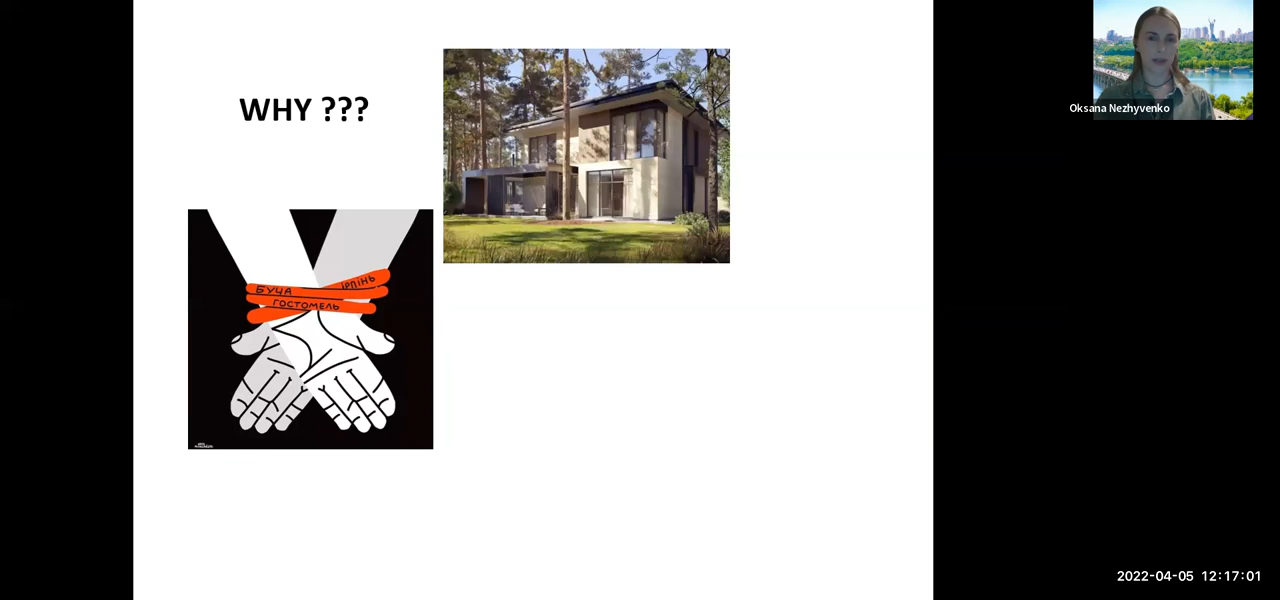 WHY ???
Oksana Nezhyvenko
БУЧА
ІРПІНЬ
ГОСТОМЕЛЬ
2022-04-05 12:17:01